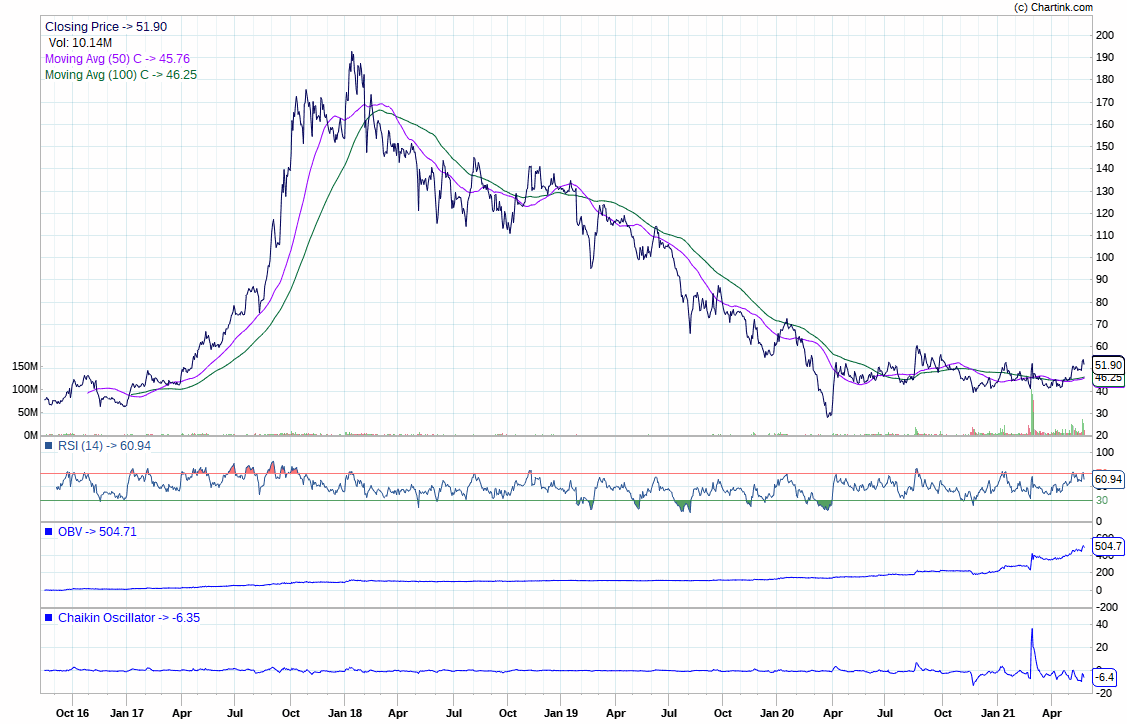 (c) Chartink.com
Closing Price -> 51.90
Vol: 10.14M
Moving Avg (50) C -> 45.76
Moving Avg (100) C -> 46.25
200
190
180
170
160
150
140
130
120
110
100
90
80
70
60
51.90
46.25
40
30
20
150M
100M
50M
0M
RSI (14) -> 60.94
100
60.94
30
0
OBV -> 504.71
504.7
200
0
-200
Chaikin Oscillator -> -6.35
40
20
0
-6.4
-20
Oct 16 Jan 17 Apr Jul Oct Jan 18 Apr Jul Oct Jan 19 Apr Jul Oct Jan 20 Apr Jul Oct Jan 21 Apr